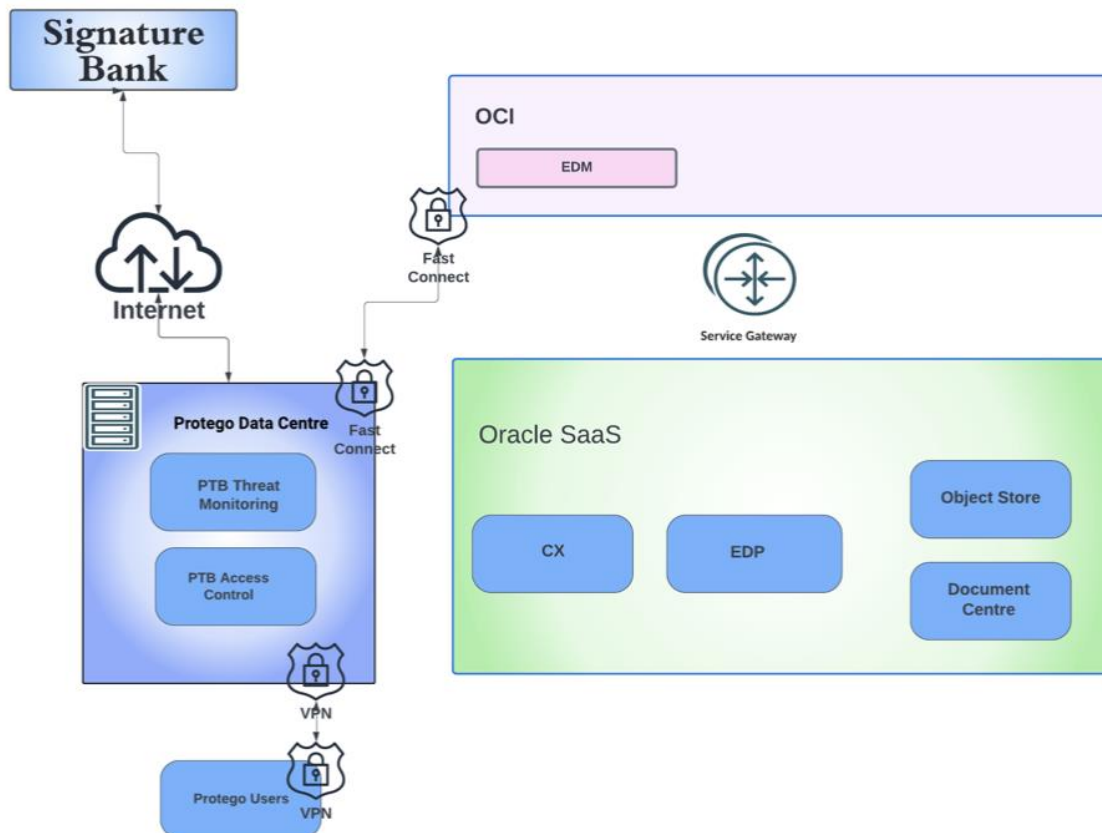 Signature
Bank
OCI
EDM
Fast
Connect
Internet
Service Gateway
Protego Data Centre
Fast
Connect
Oracle SaaS
PTB Threat
Monitoring
Object Store
CX
EDP
PTB Access
Control
Document
Centre
VPN
Protego Users
VPN